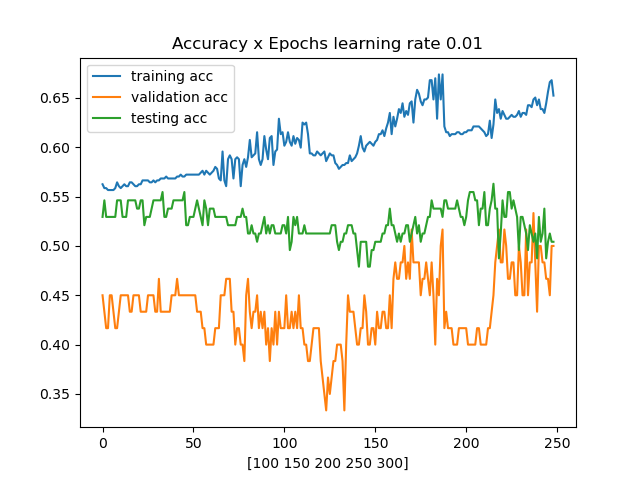 Accuracy x Epochs learning rate 0.01
training acc
validation acc
testing acc
0.65
0.60
0.55
0.50
0.45
0.40
0.35
0 50 100 150 200 250
[100 150 200 250 300]